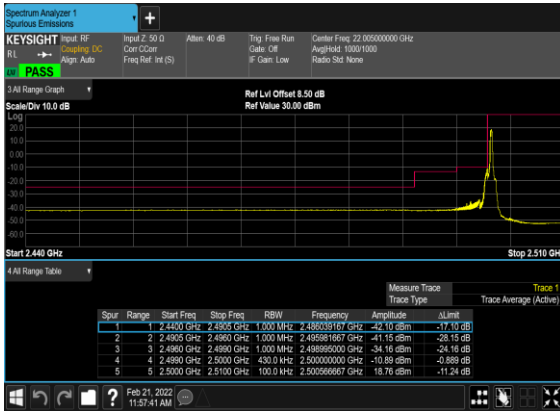 Spectrum Analyzer 1
Spurious Emissions
KEYSIGHT Input: RF Input Z: 50 Ω Atten: 40 dB Trig: Free Run Center Freq: 22.005000000 GHz
RL Coupling: DC Corr CCorr Gate: Off Avg|Hold: 1000/1000
Align: Auto Freq Ref: Int (S) IF Gain: Low Radio Std: None
PASS
3 All Range Graph Ref Lvl Offset 8.50 dB
Scale/Div 10.0 dB Ref Value 30.00 dBm
Log
20.0
10.0
0.00
-10.0
-20.0
-30.0
-40.0
-50.0
-60.0
Start 2.440 GHz Stop 2.510 GH
4 All Range Table
Measure Trace Trace 1
Trace Type Trace Average (Active)
Spur Range Start Freq Stop Freq RBW Frequency Amplitude ΔLimit
1 1 2.4400 GHz 2.4905 GHz 1.000 MHz 2.486039167 GHz -42.10 dBm -17.10 dB
2 2 2.4905 GHz 2.4960 GHz 1.000 MHz 2.495981667 GHz -41.15 dBm -28.15 dB
3 3 2.4960 GHz 2.4990 GHz 1.000 MHz 2.498995000 GHz -34.16 dBm -24.16 dB
4 4 2.4990 GHz 2.5000 GHz 430.0 kHz 2.500000000 GHz -10.89 dBm -0.889 dB
5 5 2.5000 GHz 2.5100 GHz 100.0 kHz 2.500566667 GHz 18.76 dBm -11.24 dB
Feb 21, 2022
11:57:41 AM